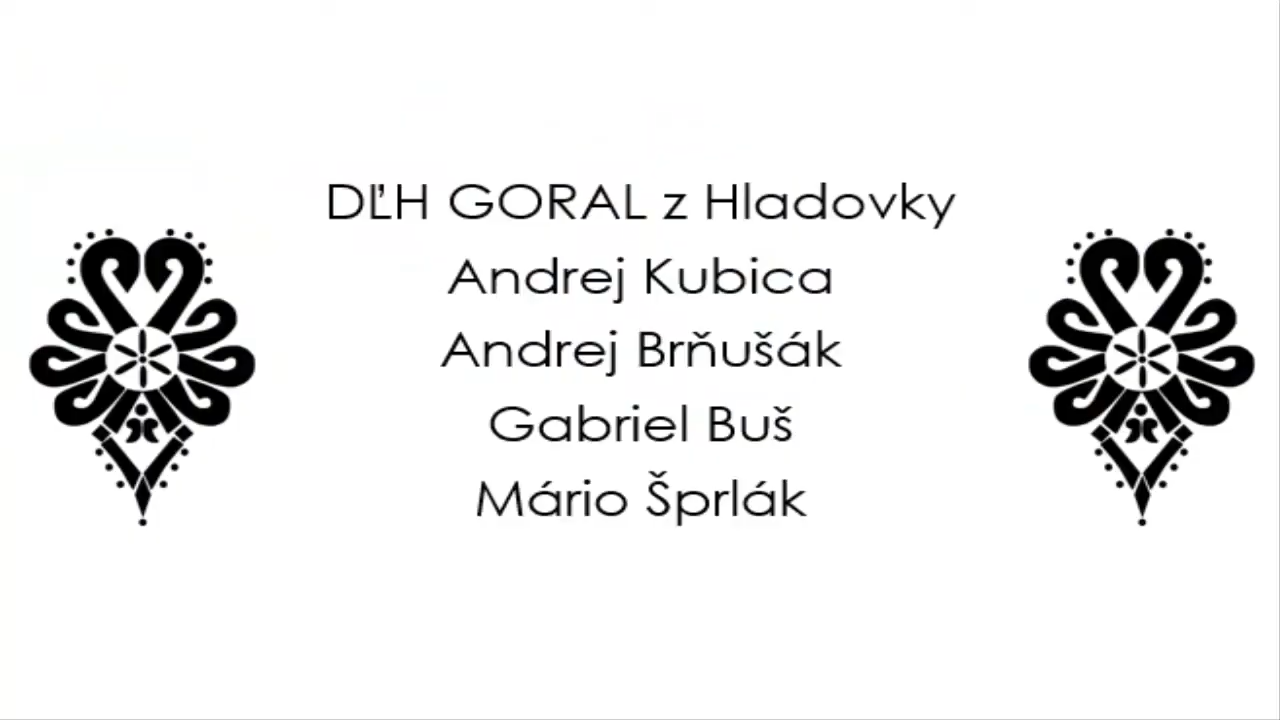 DĽH GORAL z Hladovky
Andrej Kubica
Andrej Brňušák
Gabriel Buš
Mário Šprlák